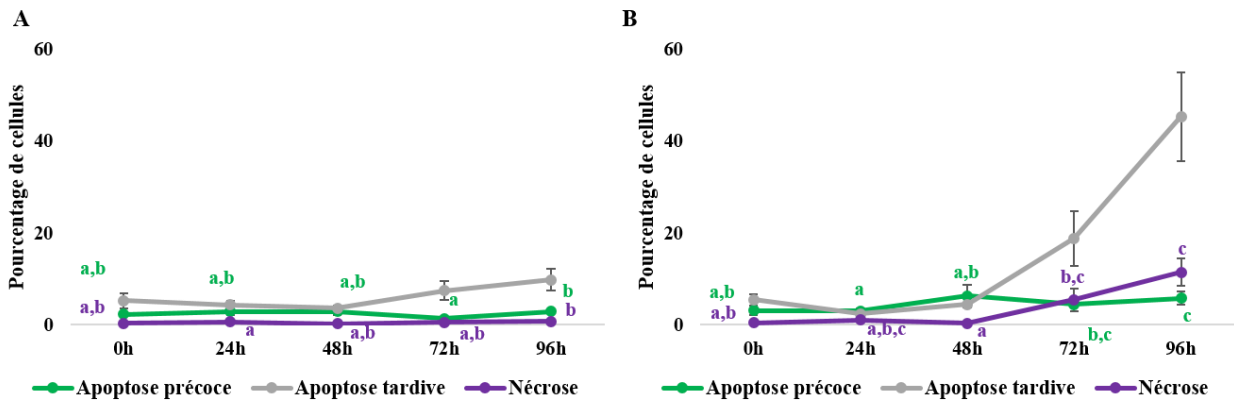 A
Pourcentage de cellules
60
40
20
0
a,b
a,b
a,b
a
a,b
a,b
a
a,b
b
b
0h 24h 48h 72h 96h
Apoptose précoce Apoptose tardive Nécrose
B
Pourcentage de cellules
60
40
20
0
a,b
a,b
a
a,b,c
a,b
a
b,c
b,c
c
c
0h 24h 48h 72h 96h
Apoptose précoce Apoptose tardive Nécrose